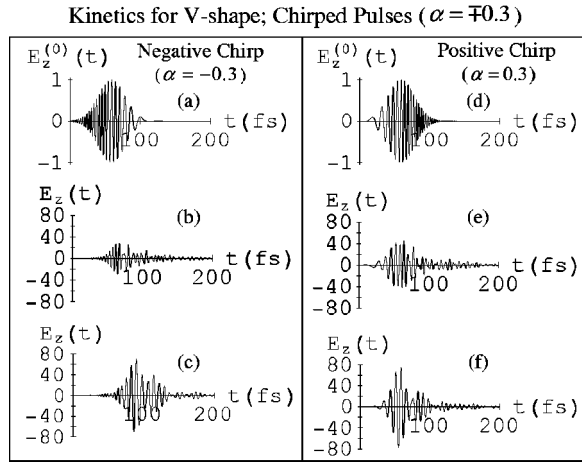 Kinetics for V-shape; Chirped Pulses (α = ∓0.3)
Negative Chirp
(α = −0.3)
E_z^(0) (t)
(a)
1
0
−1
100
200
t (fs)
E_z (t)
(b)
80
40
0
−40
−80
100
200
t (fs)
E_z (t)
(c)
80
40
0
−40
−80
100
200
t (fs)
Positive Chirp
(α = 0.3)
E_z^(0) (t)
(d)
1
0
−1
100
200
t (fs)
E_z (t)
(e)
80
40
0
−40
−80
100
200
t (fs)
E_z (t)
(f)
80
40
0
−40
−80
100
200
t (fs)